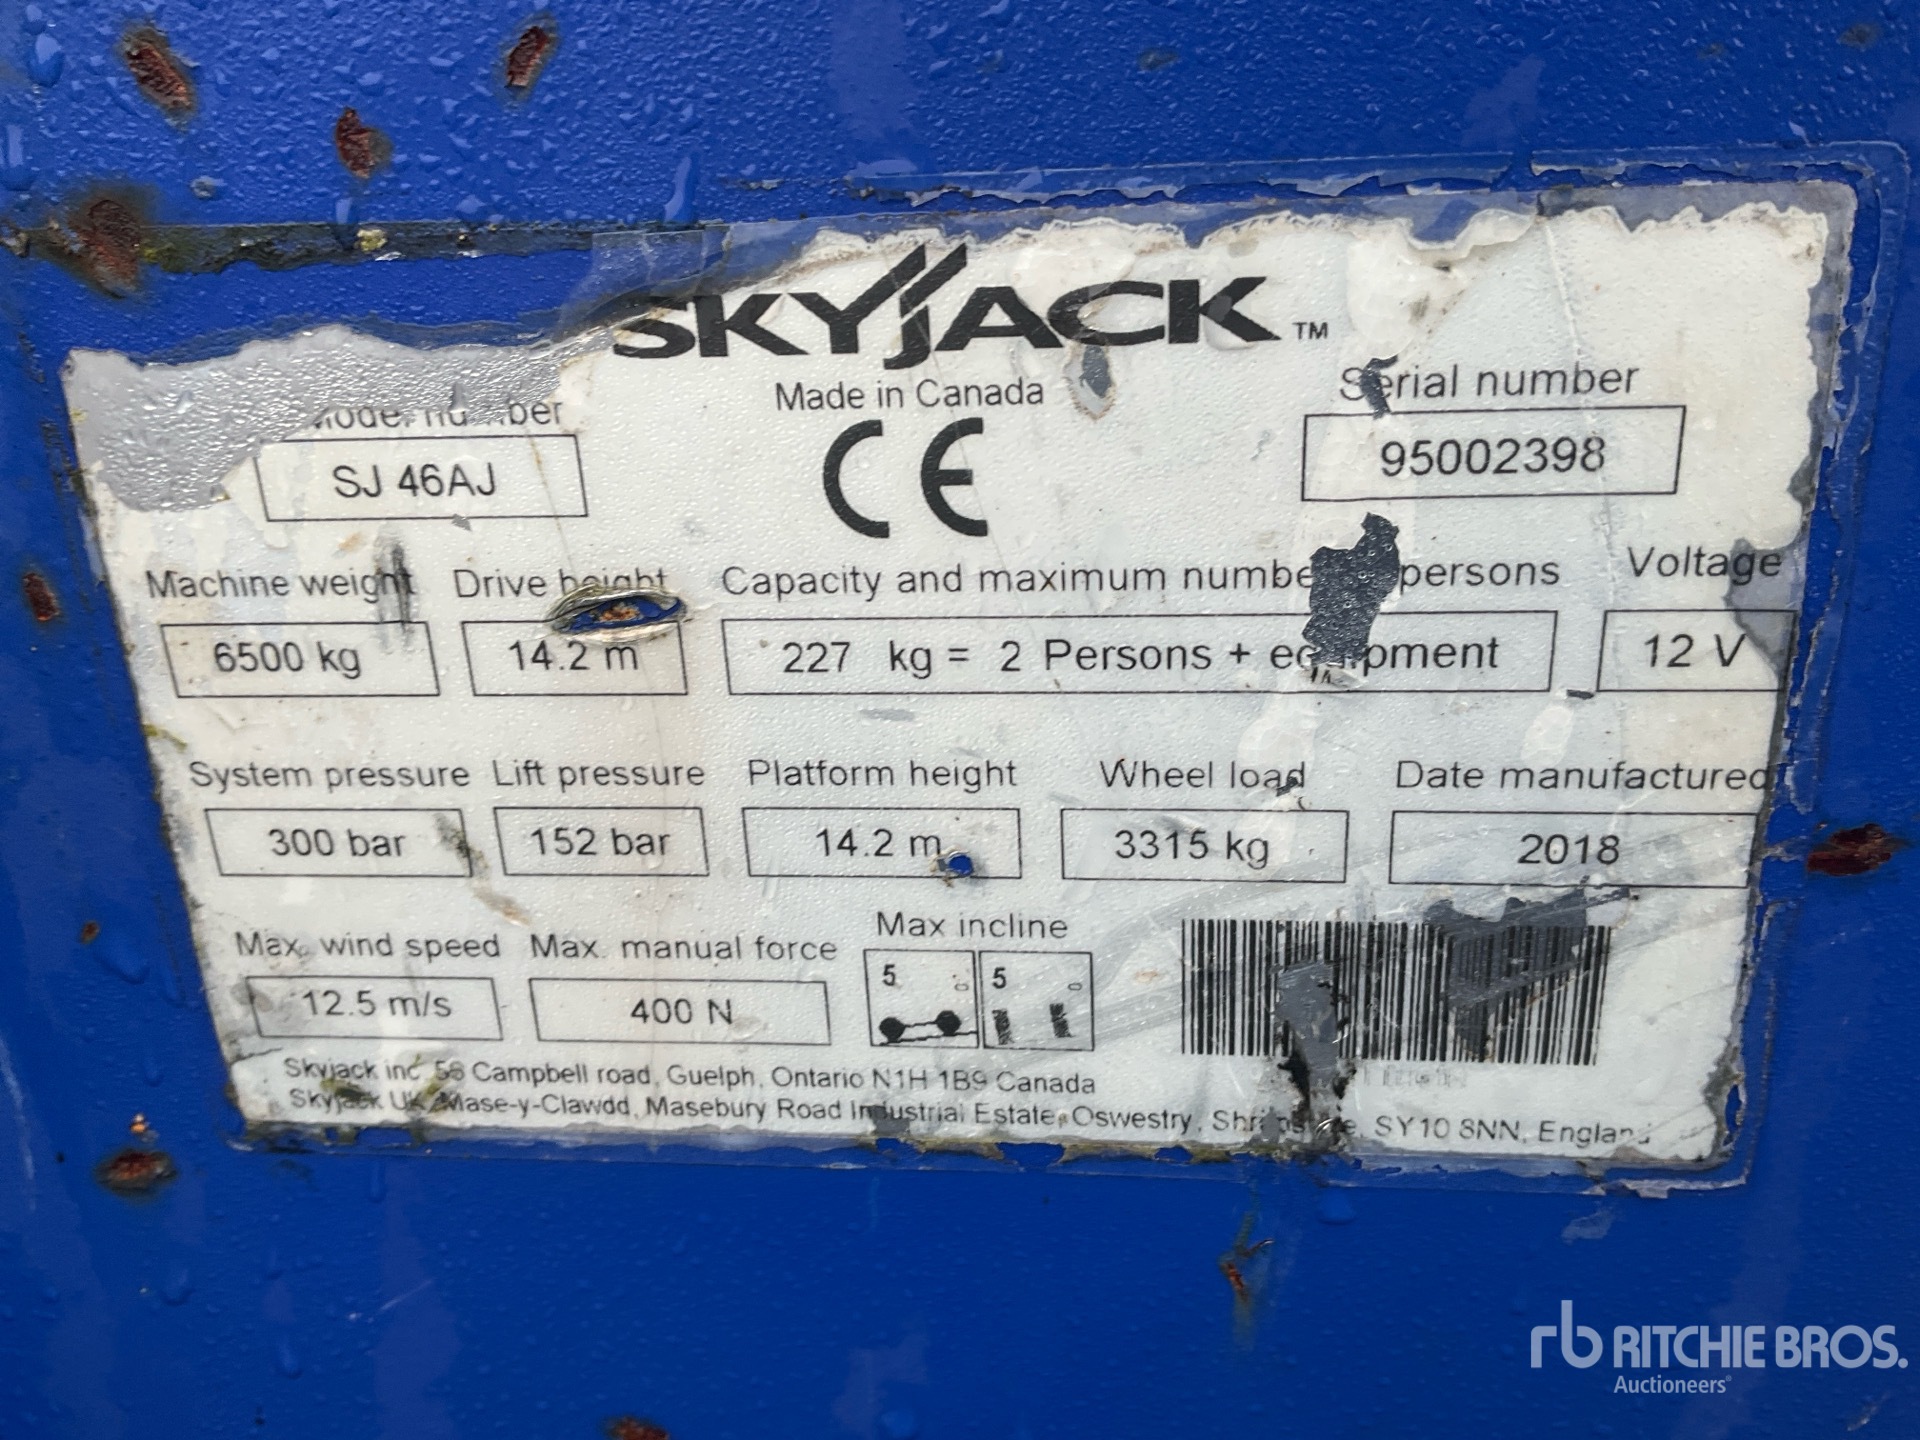 SKYJACK™
Made in Canada
CE
Model number
SJ 46AJ
Serial number
95002398
Machine weight
6500 kg
Drive height
14.2 m
Capacity and maximum number persons
227 kg = 2 Persons + equipment
Voltage
12 V
System pressure
300 bar
Lift pressure
152 bar
Platform height
14.2 m
Wheel load
3315 kg
Date manufactured
2018
Max. wind speed
12.5 m/s
Max. manual force
400 N
Max incline
5 5
Skyjack inc Campbell road, Guelph, Ontario N1H 1B9 Canada
Skyjack UK Mase-y-Clawdd, Masebury Road Industrial Estate, Oswestry, SY10 8NN, England
rb RITCHIE BROS.
Auctioneers